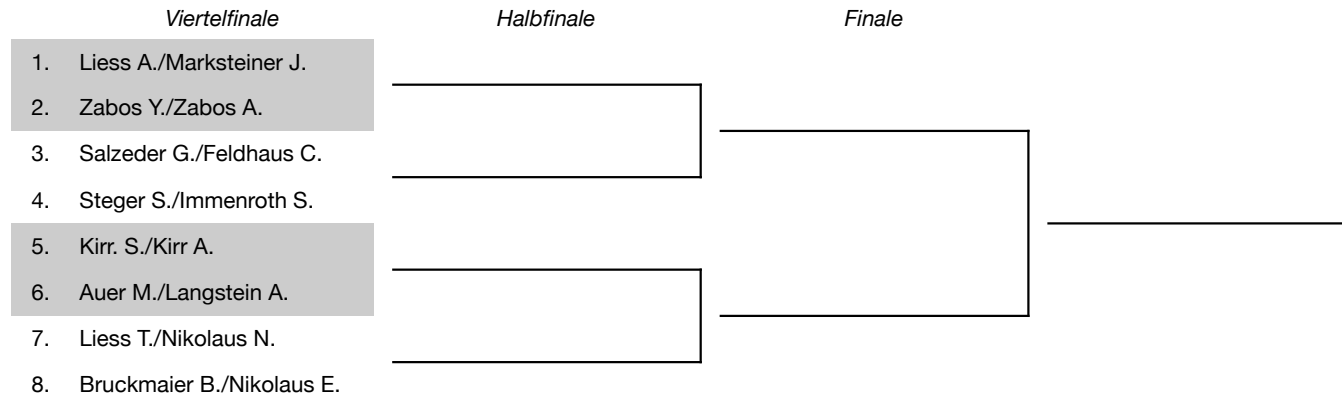 Viertelfinale Halbfinale Finale
1. Liess A./Marksteiner J.
2. Zabos Y./Zabos A.
3. Salzeder G./Feldhaus C.
4. Steger S./Immenroth S.
5. Kirr. S./Kirr A.
6. Auer M./Langstein A.
7. Liess T./Nikolaus N.
8. Bruckmaier B./Nikolaus E.